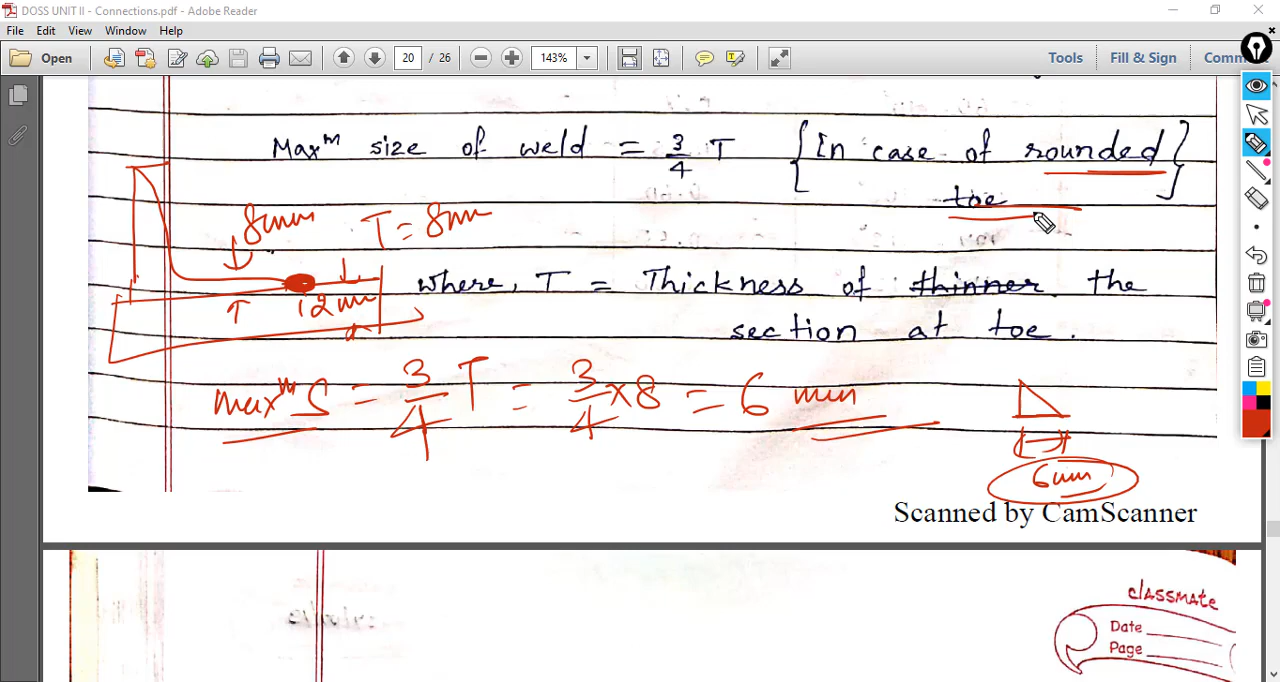 DOSS UNIT II - Connections.pdf - Adobe Reader
File Edit View Window Help
Open 20 / 26 143% Tools Fill & Sign Comm
Maxᵐ size of weld = 3/4 T {In case of rounded
toe}
8mm T = 8mm
T 12mm
where, T = Thickness of ~~thinner~~ the
section at toe.
maxᵐ S = 3/4 T = 3/4 × 8 = 6 mm
6mm
Scanned by CamScanner
classmate
Date
Page